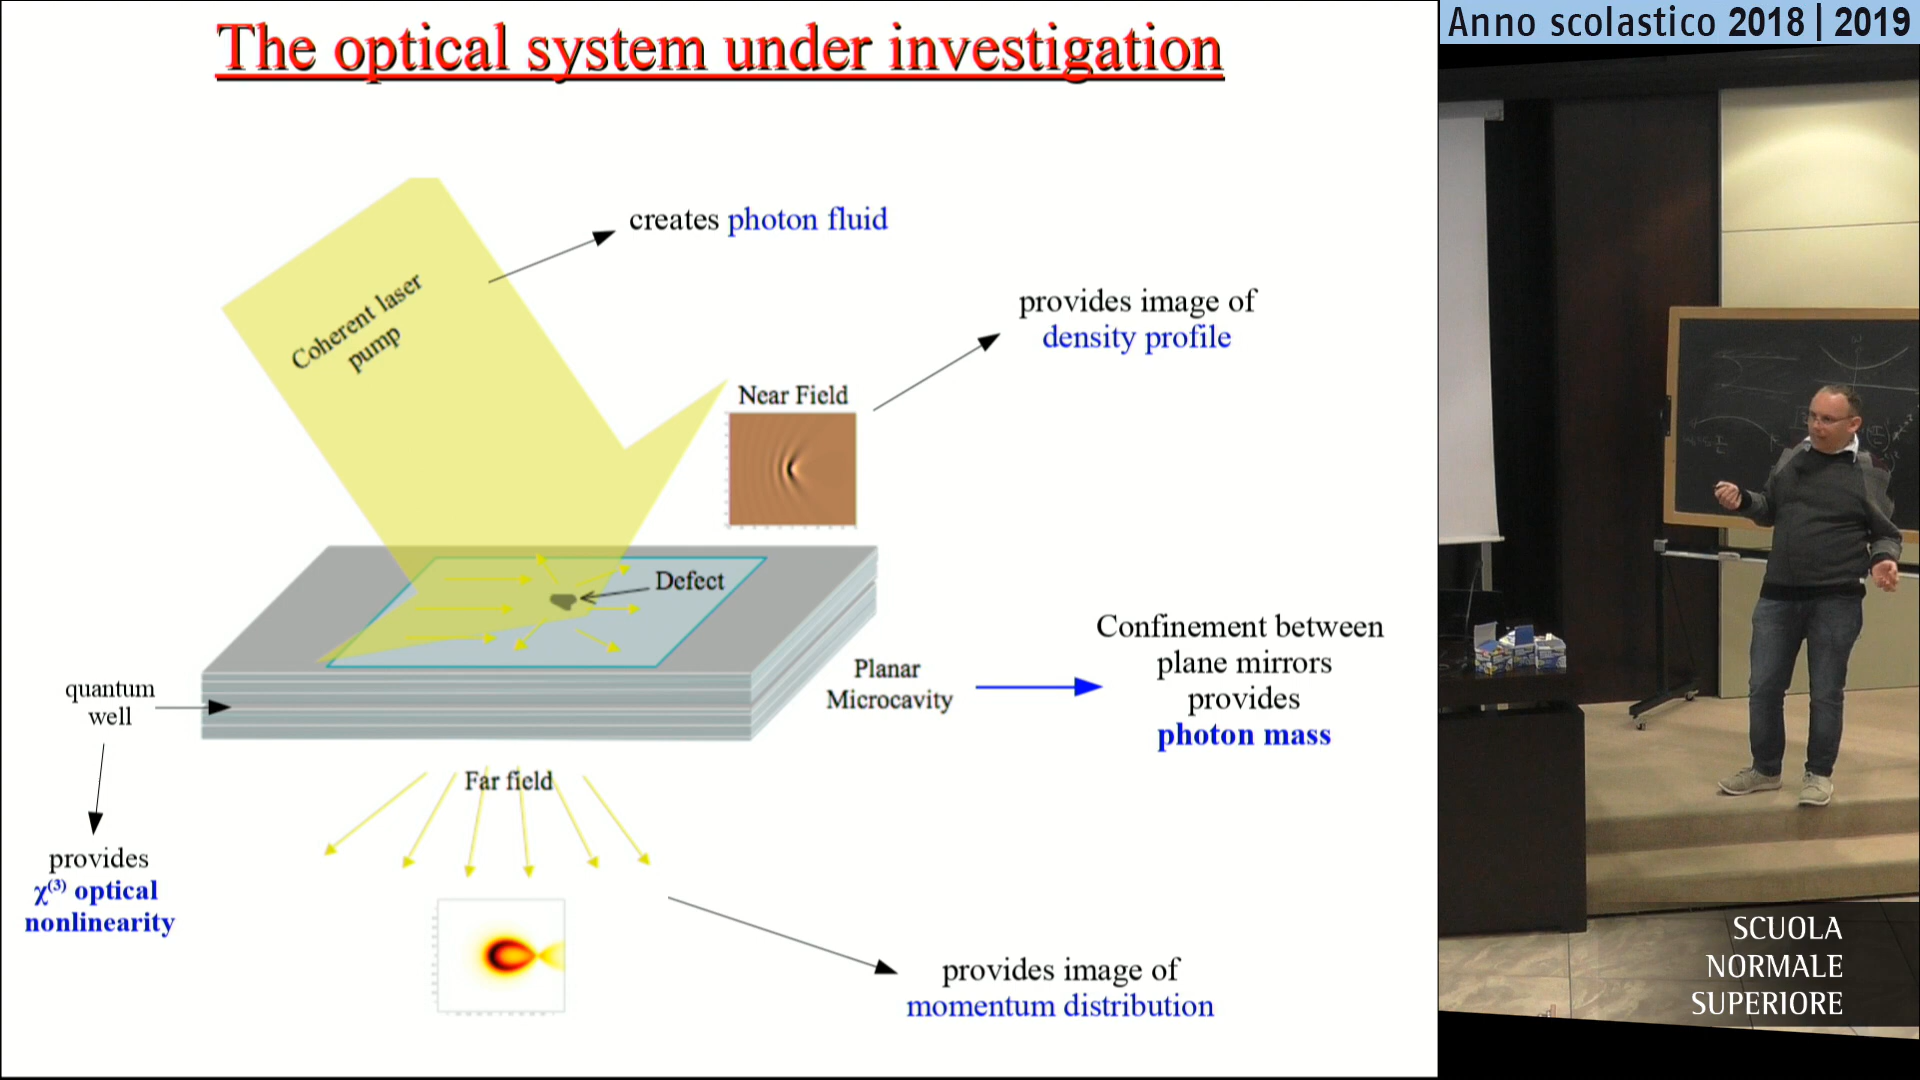 The optical system under investigation
Anno scolastico 2018 | 2019
creates photon fluid
Coherent laser
pump
provides image of
density profile
Near Field
Defect
Planar
Microcavity
Confinement between
plane mirrors
provides
photon mass
quantum
well
provides
χ⁽³⁾ optical
nonlinearity
Far field
provides image of
momentum distribution
SCUOLA
NORMALE
SUPERIORE